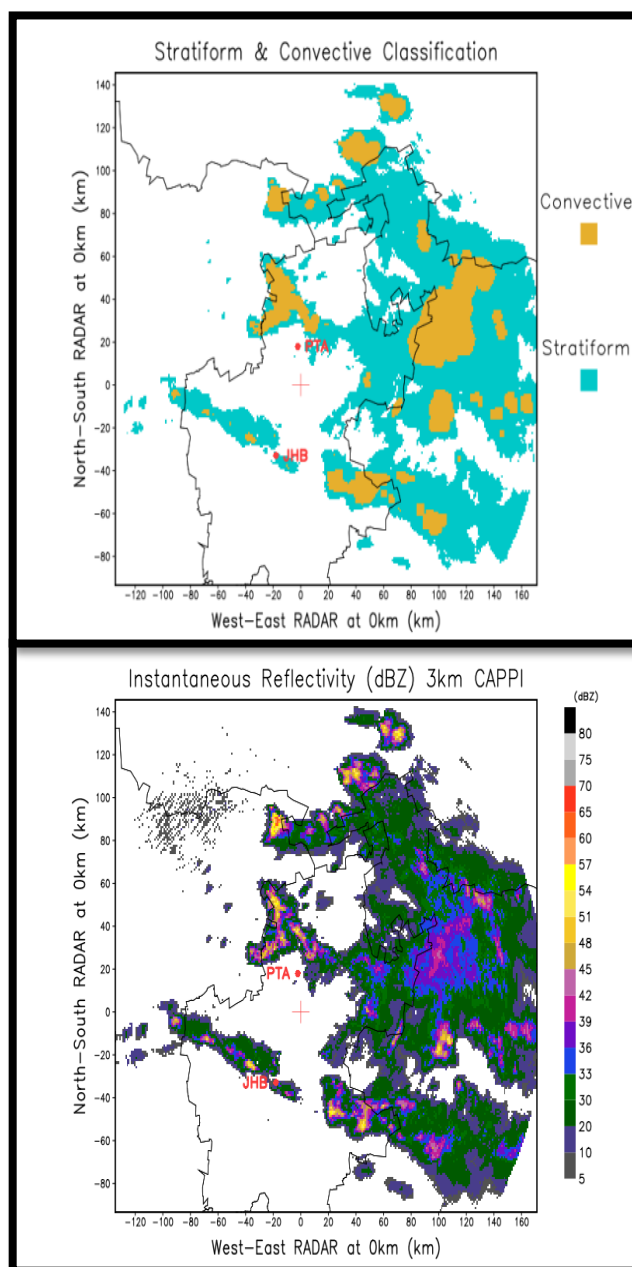 Stratiform & Convective Classification
North–South RADAR at 0km (km)
140
120
100
80
60
40
20
0
−20
−40
−60
−80
PTA
JHB
−120 −100 −80 −60 −40 −20 0 20 40 60 80 100 120 140 160
West–East RADAR at 0km (km)
Convective
Stratiform
Instantaneous Reflectivity (dBZ) 3km CAPPI
North–South RADAR at 0km (km)
140
120
100
80
60
40
20
0
−20
−40
−60
−80
PTA
JHB
−120 −100 −80 −60 −40 −20 0 20 40 60 80 100 120 140 160
West–East RADAR at 0km (km)
(dBZ)
80
75
70
65
60
57
54
51
48
45
42
39
36
33
30
20
10
5